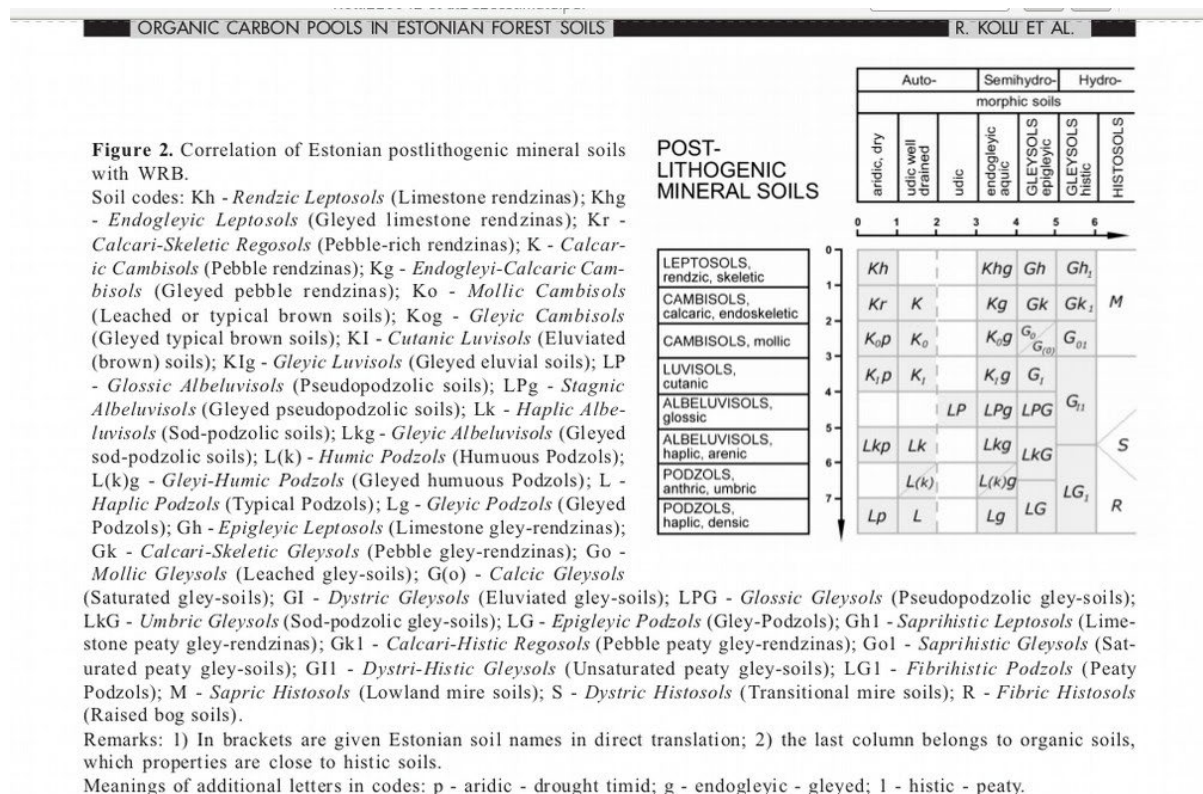 ORGANIC CARBON POOLS IN ESTONIAN FOREST SOILS
R. KOLLI ET AL.
Figure 2. Correlation of Estonian postlithogenic mineral soils
with WRB.
Soil codes: Kh - Rendzic Leptosols (Limestone rendzinas); Khg
- Endogleyic Leptosols (Gleyed limestone rendzinas); Kr -
Calcari-Skeletic Regosols (Pebble-rich rendzinas); K - Calcar-
ic Cambisols (Pebble rendzinas); Kg - Endogleyi-Calcaric Cam-
bisols (Gleyed pebble rendzinas); Ko - Mollic Cambisols
(Leached or typical brown soils); Kog - Gleyic Cambisols
(Gleyed typical brown soils); KI - Cutanic Luvisols (Eluviated
(brown) soils); KIg - Gleyic Luvisols (Gleyed eluvial soils); LP
- Glossic Albeluvisols (Pseudopodzolic soils); LPg - Stagnic
Albeluvisols (Gleyed pseudopodzolic soils); Lk - Haplic Albe-
luvisols (Sod-podzolic soils); Lkg - Gleyic Albeluvisols (Gleyed
sod-podzolic soils); L(k) - Humic Podzols (Humuous Podzols);
L(k)g - Gleyi-Humic Podzols (Gleyed humuous Podzols); L -
Haplic Podzols (Typical Podzols); Lg - Gleyic Podzols (Gleyed
Podzols); Gh - Epigleyic Leptosols (Limestone gley-rendzinas);
Gk - Calcari-Skeletic Gleysols (Pebble gley-rendzinas); Go -
Mollic Gleysols (Leached gley-soils); G(o) - Calcic Gleysols
(Saturated gley-soils); GI - Dystric Gleysols (Eluviated gley-soils); LPG - Glossic Gleysols (Pseudopodzolic gley-soils);
LkG - Umbric Gleysols (Sod-podzolic gley-soils); LG - Epigleyic Podzols (Gley-Podzols); Gh1 - Saprihistic Leptosols (Lime-
stone peaty gley-rendzinas); Gk1 - Calcari-Histic Regosols (Pebble peaty gley-rendzinas); Go1 - Saprihistic Gleysols (Sat-
urated peaty gley-soils); GI1 - Dystri-Histic Gleysols (Unsaturated peaty gley-soils); LG1 - Fibrihistic Podzols (Peaty
Podzols); M - Sapric Histosols (Lowland mire soils); S - Dystric Histosols (Transitional mire soils); R - Fibric Histosols
(Raised bog soils).
Remarks: 1) In brackets are given Estonian soil names in direct translation; 2) the last column belongs to organic soils,
which properties are close to histic soils.
Meanings of additional letters in codes: p - aridic - drought timid; g - endogleyic - gleyed; 1 - histic - peaty.
POST-
LITHOGENIC
MINERAL SOILS
Auto- Semihydro- Hydro-
morphic soils
aridic, dry
udic well
drained
udic
endogleyic
aquic
GLEYSOLS
epigleyic
GLEYSOLS
histic
HISTOSOLS
0 1 2 3 4 5 6
0
1
2
3
4
5
6
7
LEPTOSOLS,
rendzic, skeletic
Kh Khg Gh Gh1
CAMBISOLS,
calcaric, endoskeletic
Kr K Kg Gk Gk1 M
CAMBISOLS, mollic
Kop Ko Kog Go G(o) Go1
LUVISOLS,
cutanic
KIp KI KIg GI
ALBELUVISOLS,
glossic
LP LPg LPG GI1
ALBELUVISOLS,
haplic, arenic
Lkp Lk Lkg LkG S
PODZOLS,
anthric, umbric
L(k) L(k)g
PODZOLS,
haplic, densic
Lp L Lg LG LG1 R